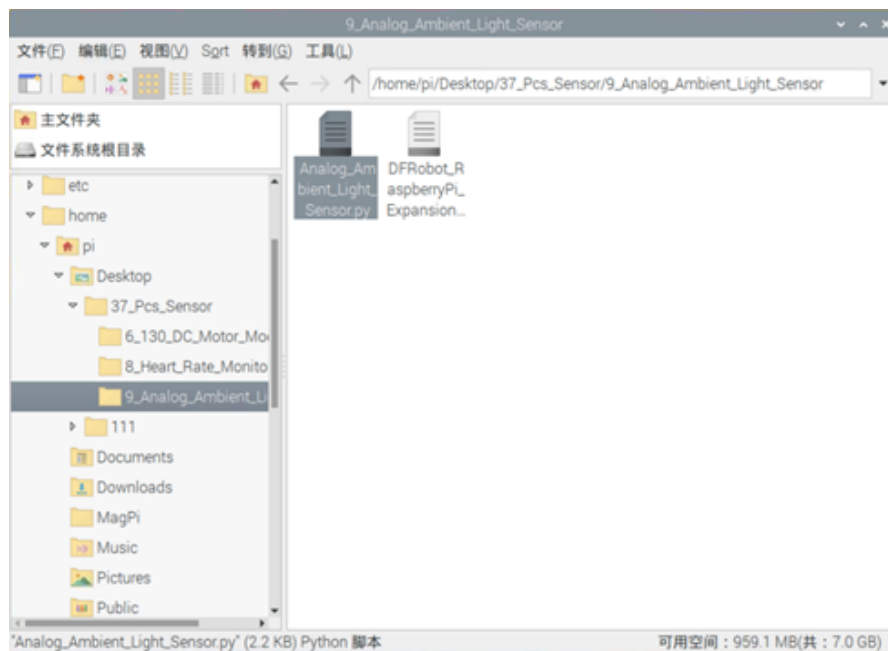 9_Analog_Ambient_Light_Sensor
文件(F) 编辑(E) 视图(V) Sort 转到(G) 工具(L)
/home/pi/Desktop/37_Pcs_Sensor/9_Analog_Ambient_Light_Sensor
主文件夹
文件系统根目录
etc
home
pi
Desktop
37_Pcs_Sensor
6_130_DC_Motor_Mo
8_Heart_Rate_Monito
9_Analog_Ambient_Li
111
Documents
Downloads
MagPi
Music
Pictures
Public
Analog_Am
bient_Light_
Sensor.py
DFRobot_R
aspberryPi_
Expansion...
"Analog_Ambient_Light_Sensor.py" (2.2 KB) Python 脚本
可用空间：959.1 MB(共：7.0 GB)